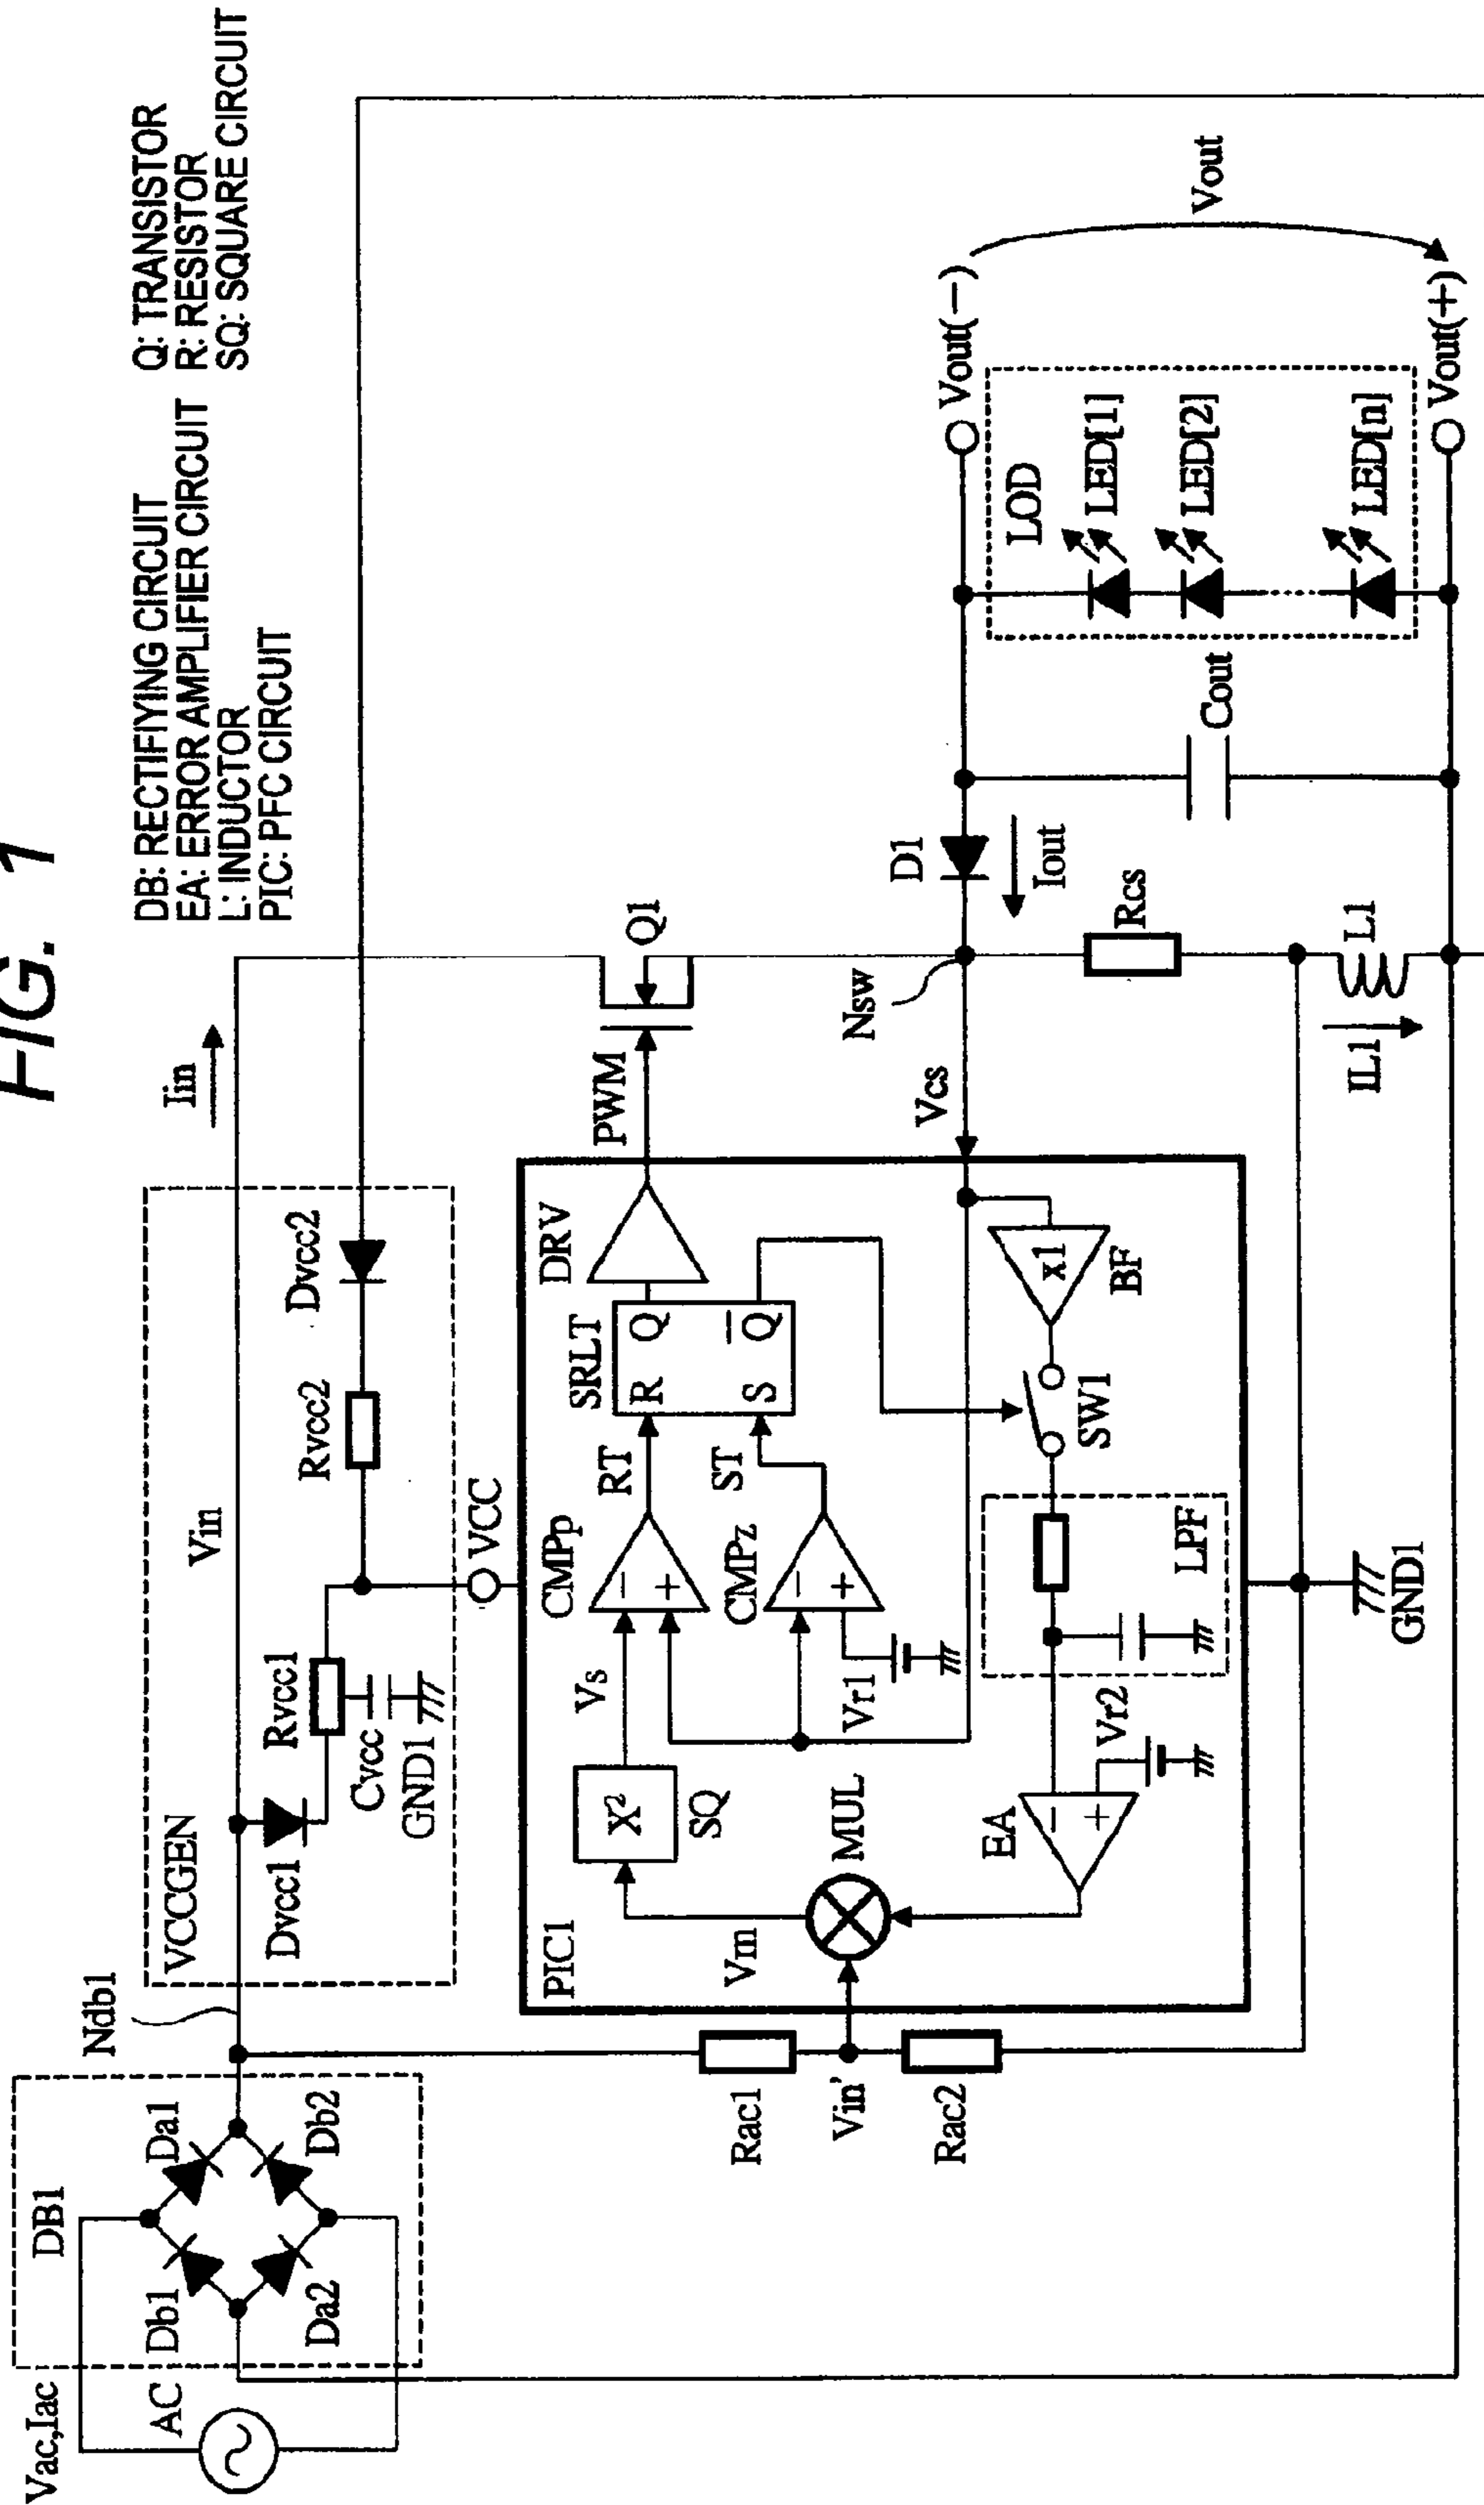 FIG. 1
DB: RECTIFIYING CIRCUIT
EA: ERROR AMPLIFIER CIRCUIT
L: INDUCTOR
PIC: PFC CIRCUIT
Q: TRANSISTOR
R: RESISTOR
SQ: SQUARE CIRCUIT
Vac,Iac
AC
DB1
Da1
Db1
Da2
Db2
Ndb1
VCCGEN
Vin
Iin
Dvcc1
Rvcc1
Cvcc
GND1
Rvcc2
Dvcc2
VCC
PIC1
Rac1
Vin'
Rac2
Vm
MUL
X²
SQ
Vs
CMPp
−
+
RT
CMPz
−
+
ST
Vr1
SRLT
R
Q
S
Q
DRV
PWM
Q1
EA
−
+
Vr2
LPF
SW1
x1
BF
Vcs
Nsw
D1
Iout
Rcs
L1
IL1
GND1
Cout
LOD
LED[1]
LED[2]
LED[n]
Vout(−)
Vout(+)
Vout